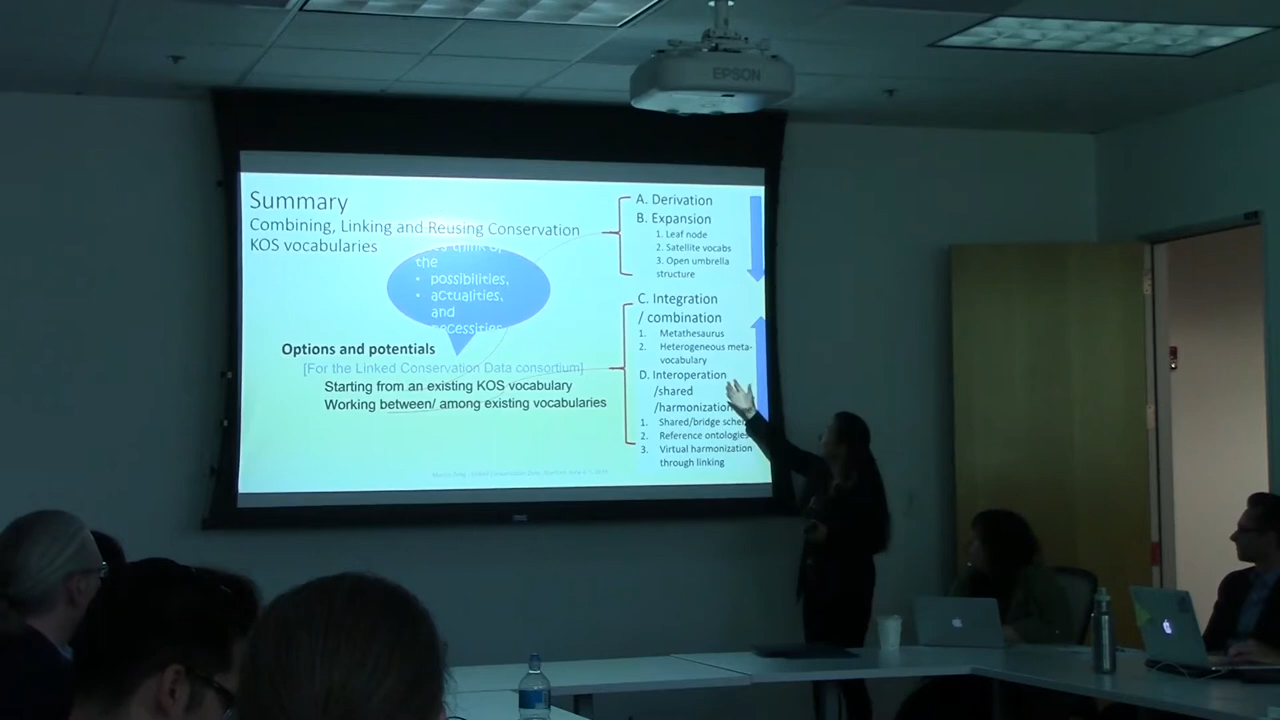 EPSON
Summary
Combining, Linking and Reusing Conservation
KOS vocabularies
the
• possibilities,
• actualities,
and
necessities
Options and potentials
[For the Linked Conservation Data consortium]
Starting from an existing KOS vocabulary
Working between/ among existing vocabularies
A. Derivation
B. Expansion
1. Leaf node
2. Satellite vocabs
3. Open umbrella
structure
C. Integration
/ combination
1. Metathesaurus
2. Heterogeneous meta-
vocabulary
D. Interoperation
/shared
/harmonization
1. Shared/bridge
2. Reference ontologies
3. Virtual harmonization
through linking